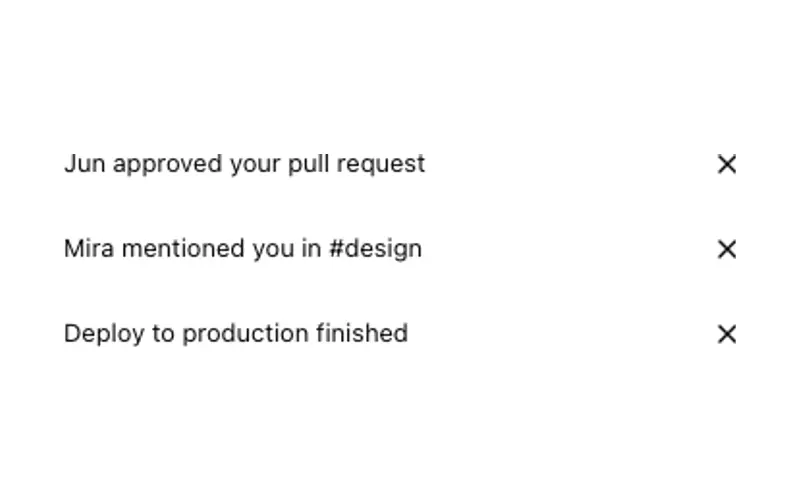 Jun approved your pull request
Mira mentioned you in #design
Deploy to production finished